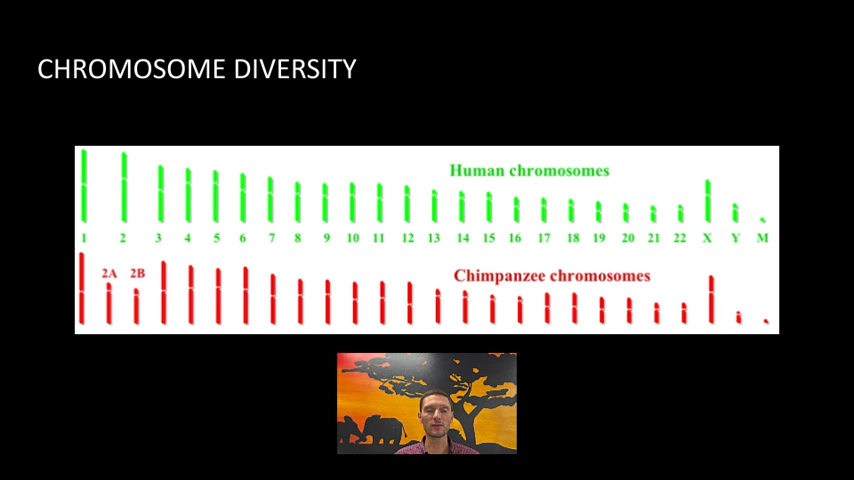 CHROMOSOME DIVERSITY
Human chromosomes
1 2 3 4 5 6 7 8 9 10 11 12 13 14 15 16 17 18 19 20 21 22 X Y M
2A 2B
Chimpanzee chromosomes